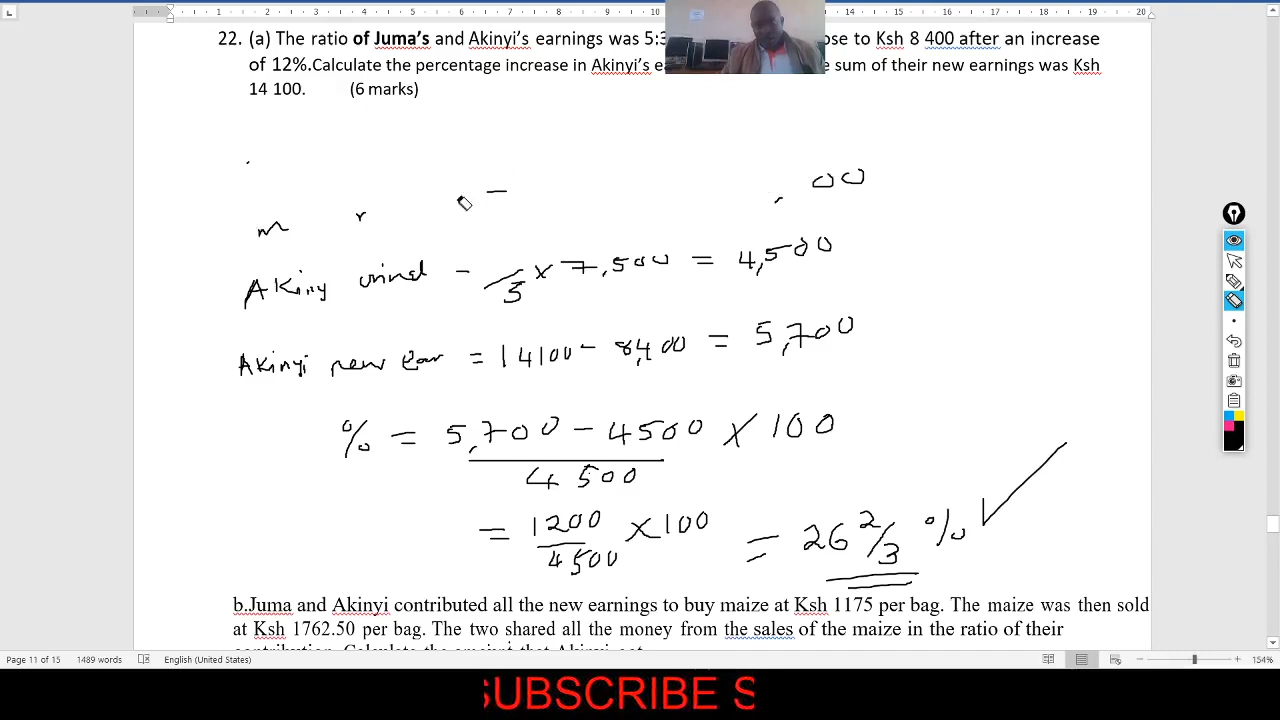 22. (a) The ratio of Juma's and Akinyi's earnings was 5:3 ose to Ksh 8 400 after an increase
of 12%.Calculate the percentage increase in Akinyi's e e sum of their new earnings was Ksh
14 100. (6 marks)
00
Akiny – /5 × 7,500 = 4,500
Akinyi new ear = 14100 – 8,400 = 5,700
% = 5,700 – 4500 × 100
4500
= 1200 × 100 = 26 2/3 %
4500
b.Juma and Akinyi contributed all the new earnings to buy maize at Ksh 1175 per bag. The maize was then sold
at Ksh 1762.50 per bag. The two shared all the money from the sales of the maize in the ratio of their
Page 11 of 15 1489 words English (United States) 154%
SUBSCRIBE S